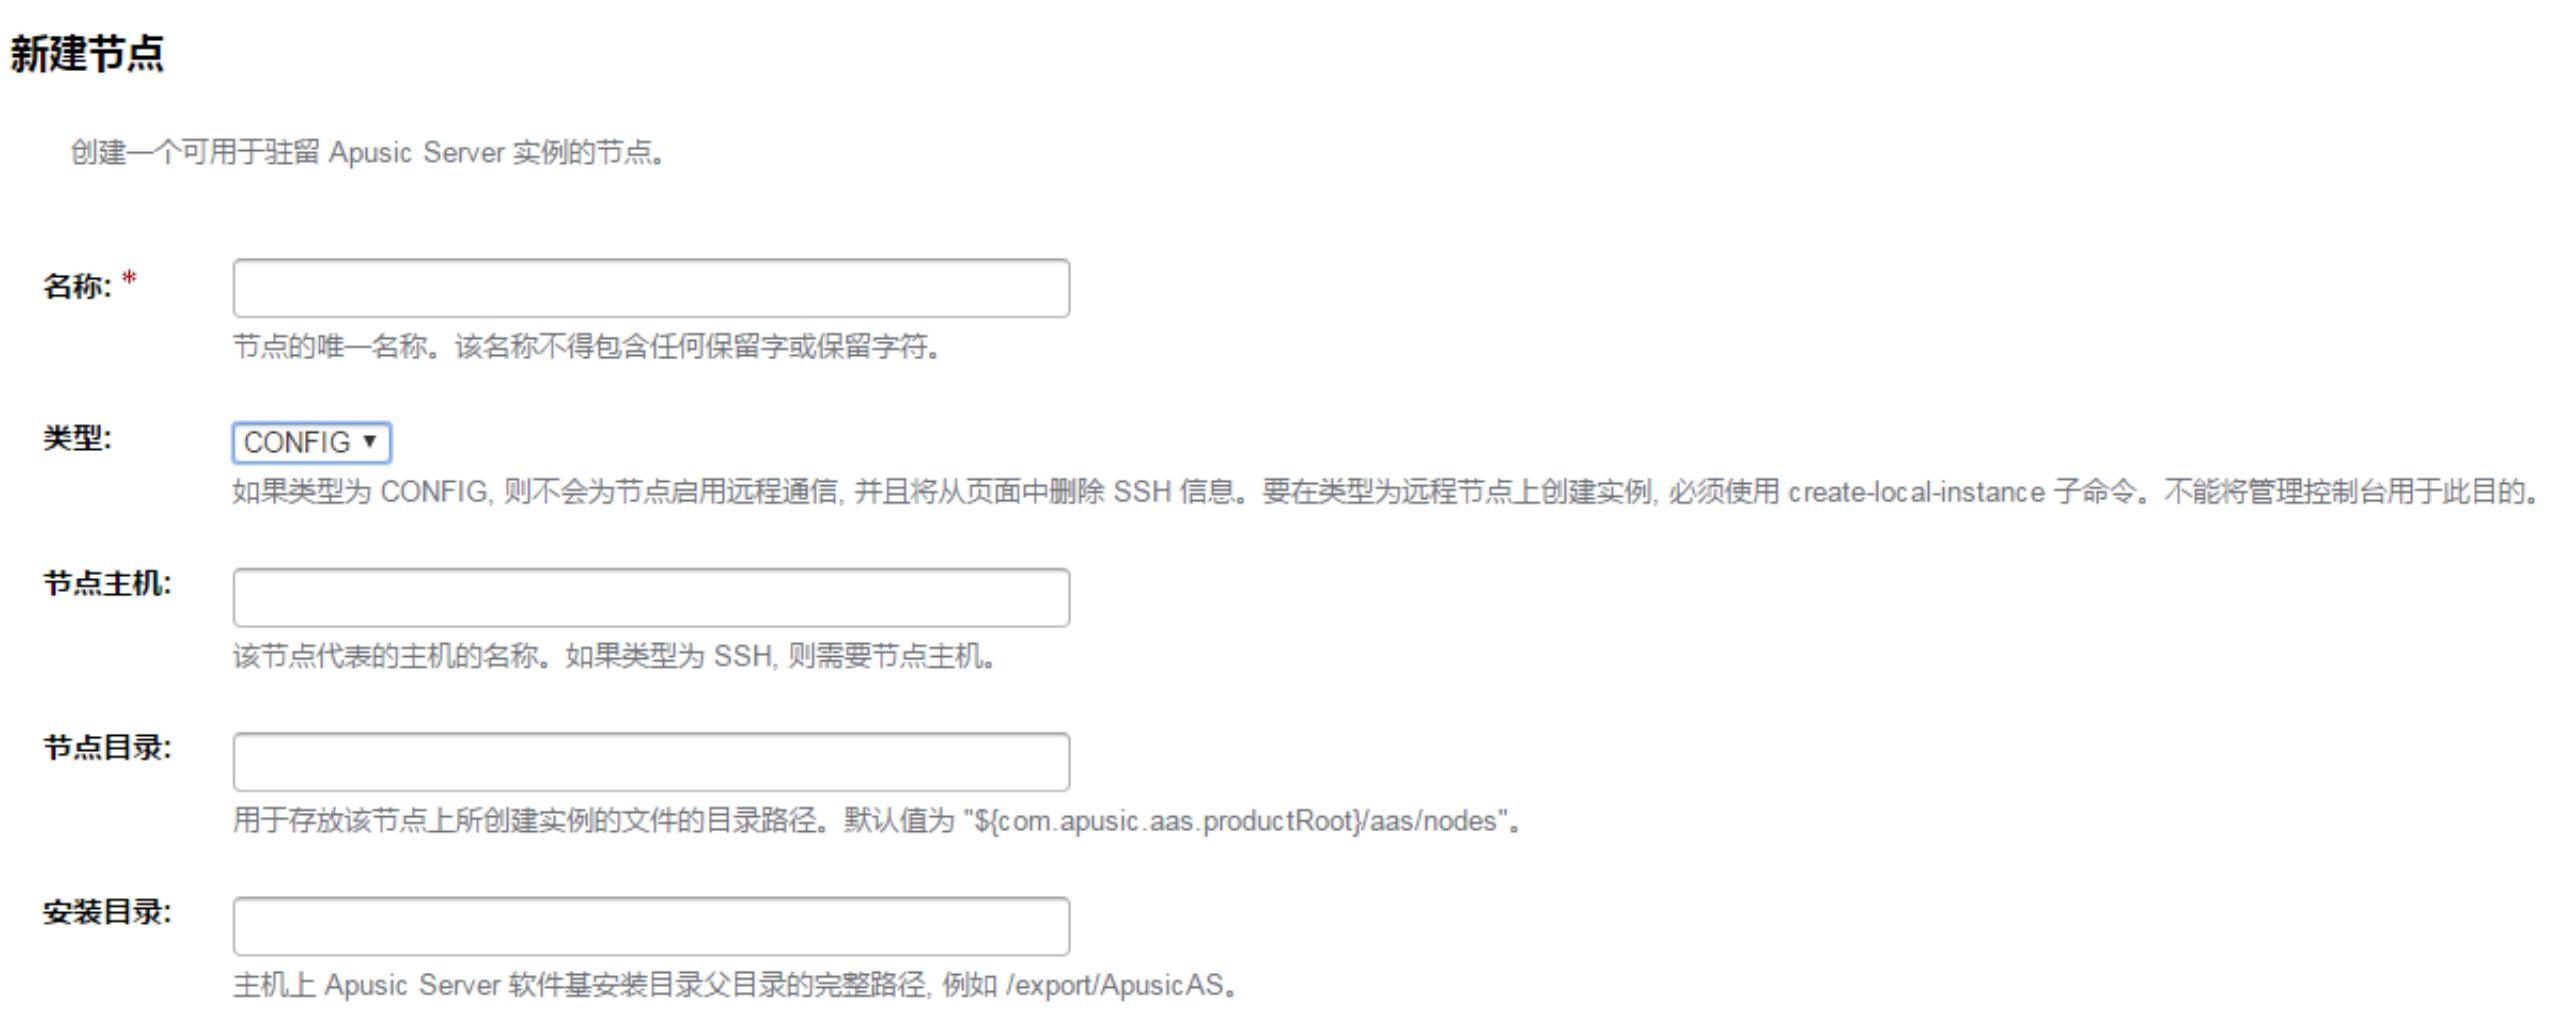 新建节点
创建一个可用于驻留 Apusic Server 实例的节点。
名称: *
节点的唯一名称。该名称不得包含任何保留字或保留字符。
类型: CONFIG ▼
如果类型为 CONFIG, 则不会为节点启用远程通信, 并且将从页面中删除 SSH 信息。要在类型为远程节点上创建实例, 必须使用 create-local-instance 子命令。不能将管理控制台用于此目的。
节点主机:
该节点代表的主机的名称。如果类型为 SSH, 则需要节点主机。
节点目录:
用于存放该节点上所创建实例的文件的目录路径。默认值为 "${com.apusic.aas.productRoot}/aas/nodes"。
安装目录:
主机上 Apusic Server 软件基安装目录父目录的完整路径, 例如 /export/ApusicAS。